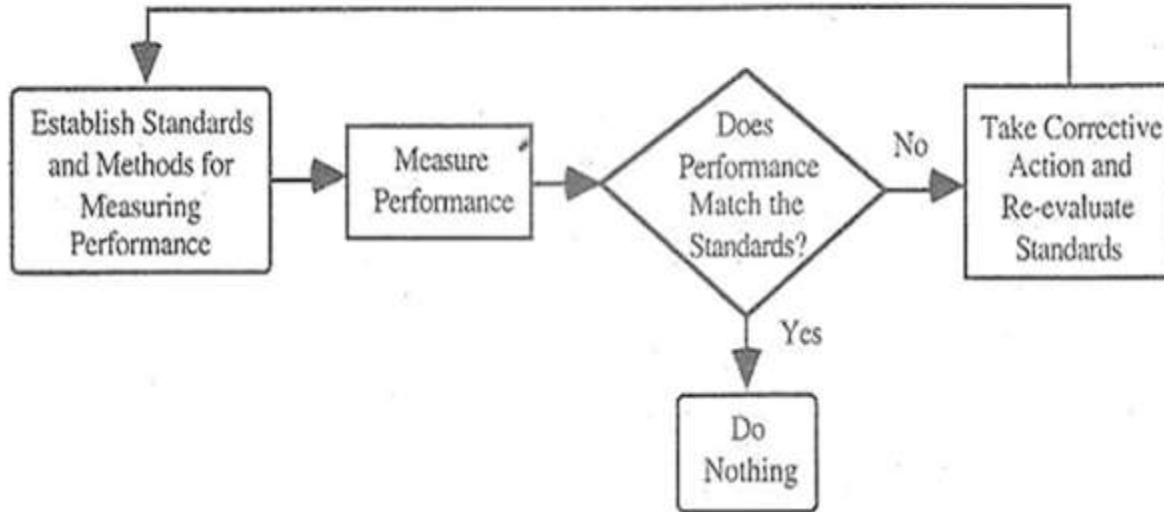 Establish Standards
and Methods for
Measuring
Performance
Measure
Performance
Does
Performance
Match the
Standards?
No
Take Corrective
Action and
Re-evaluate
Standards
Yes
Do
Nothing